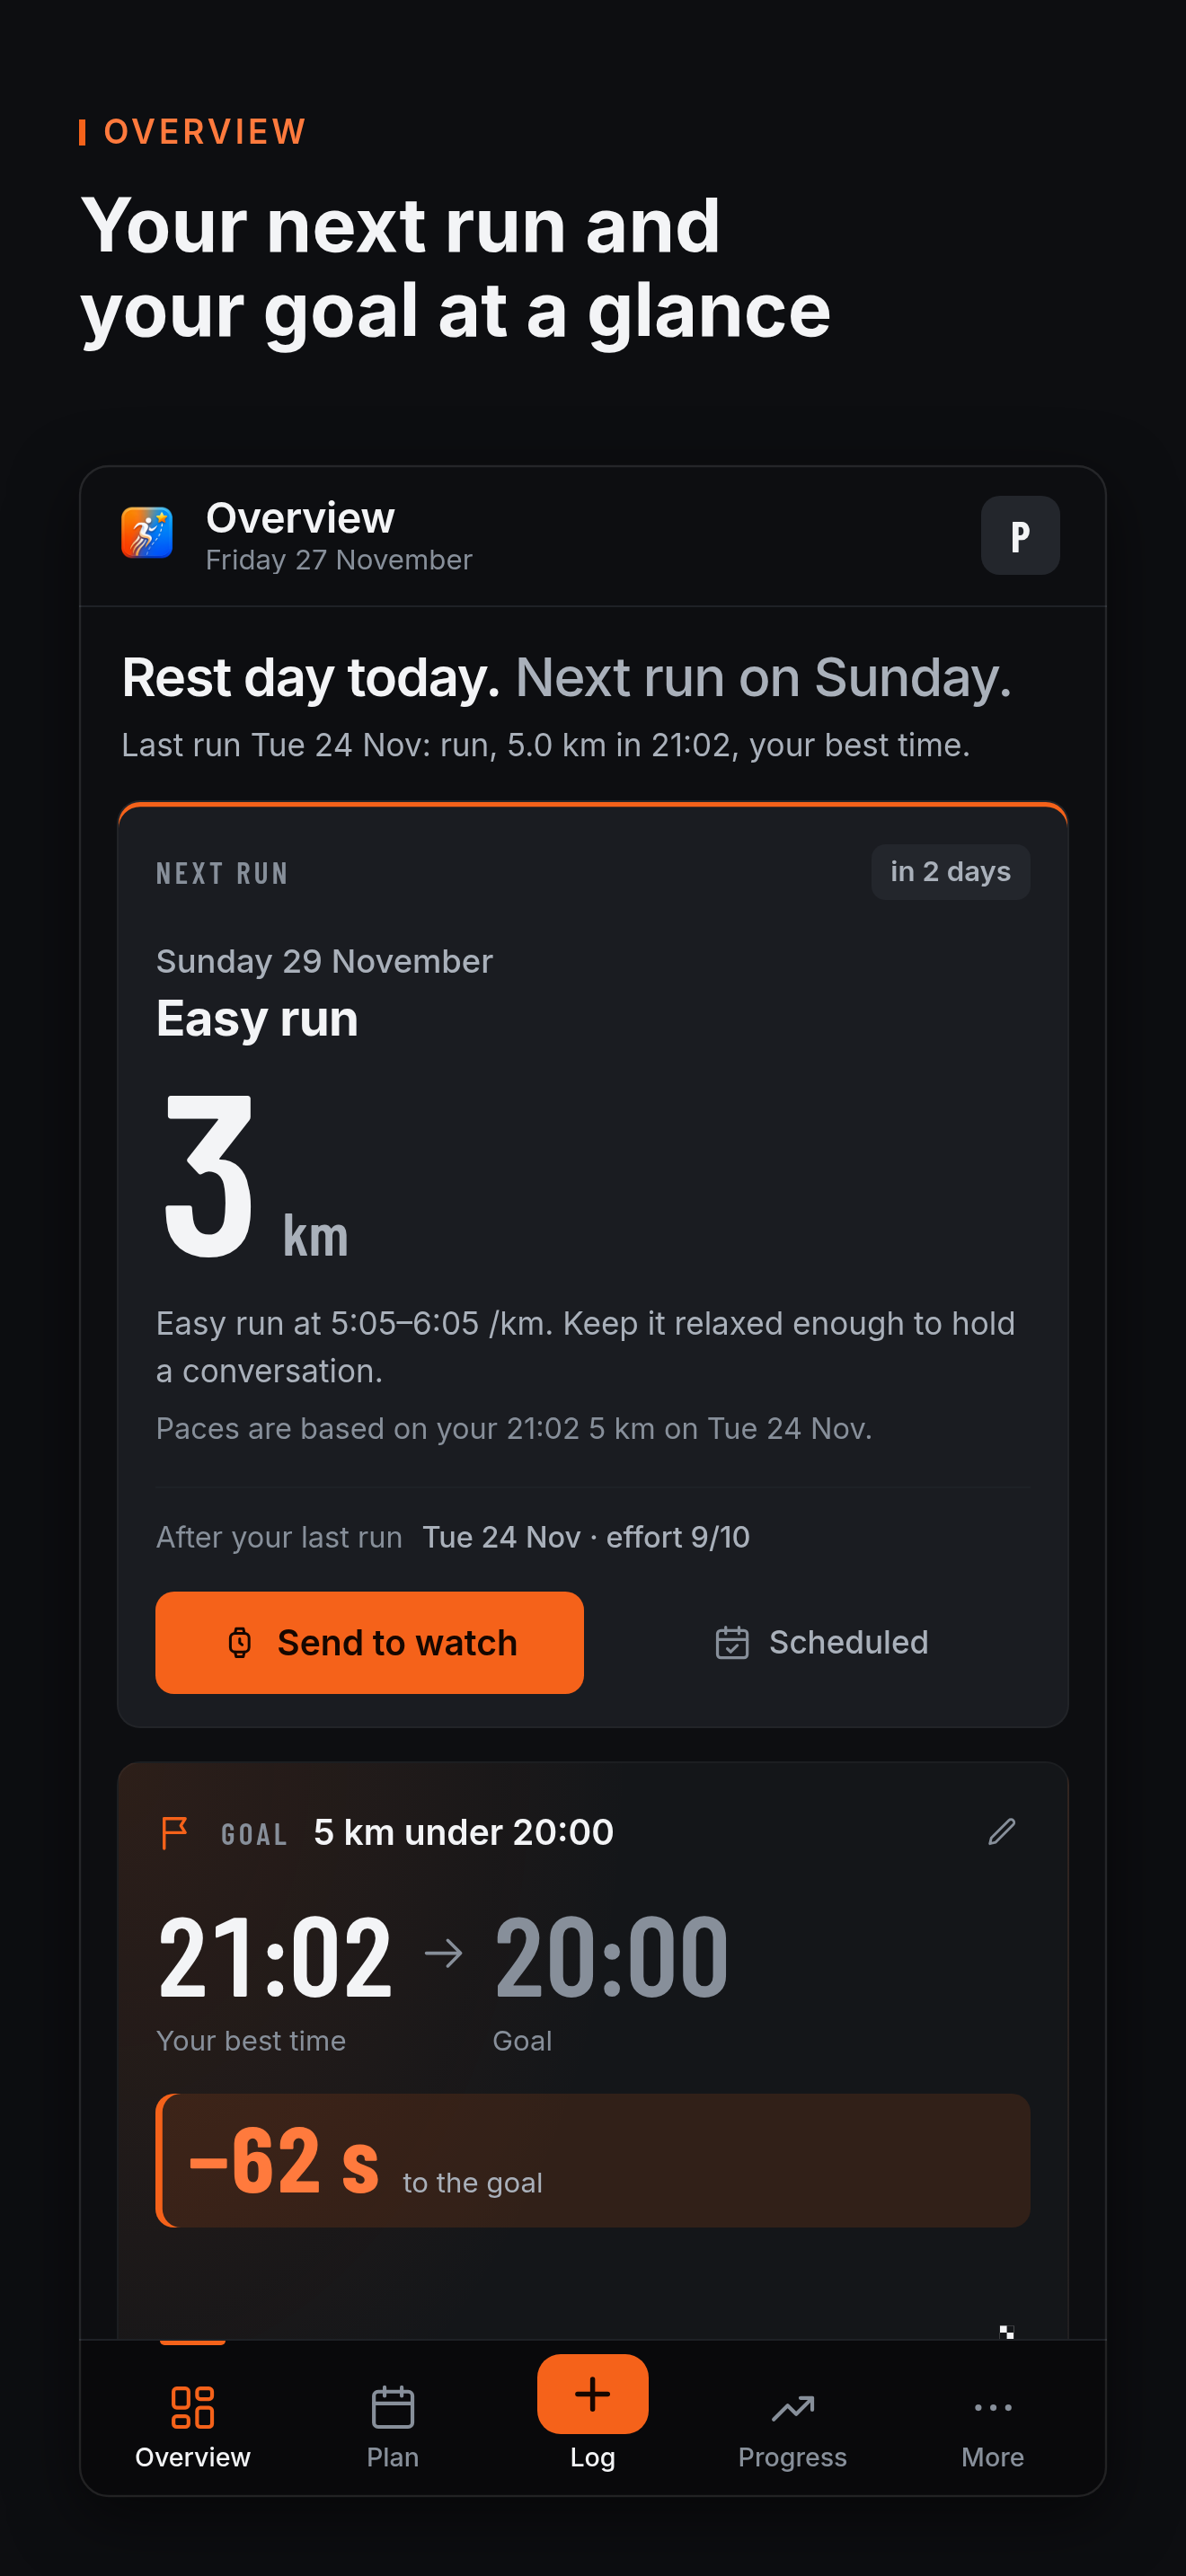 OVERVIEW
Your next run and
your goal at a glance
Overview
Friday 27 November
P
Rest day today. Next run on Sunday.
Last run Tue 24 Nov: run, 5.0 km in 21:02, your best time.
NEXT RUN
in 2 days
Sunday 29 November
Easy run
3 km
Easy run at 5:05–6:05 /km. Keep it relaxed enough to hold
a conversation.
Paces are based on your 21:02 5 km on Tue 24 Nov.
After your last run Tue 24 Nov · effort 9/10
Send to watch
Scheduled
GOAL 5 km under 20:00
21:02 → 20:00
Your best time
Goal
−62 s to the goal
Overview
Plan
Log
Progress
More